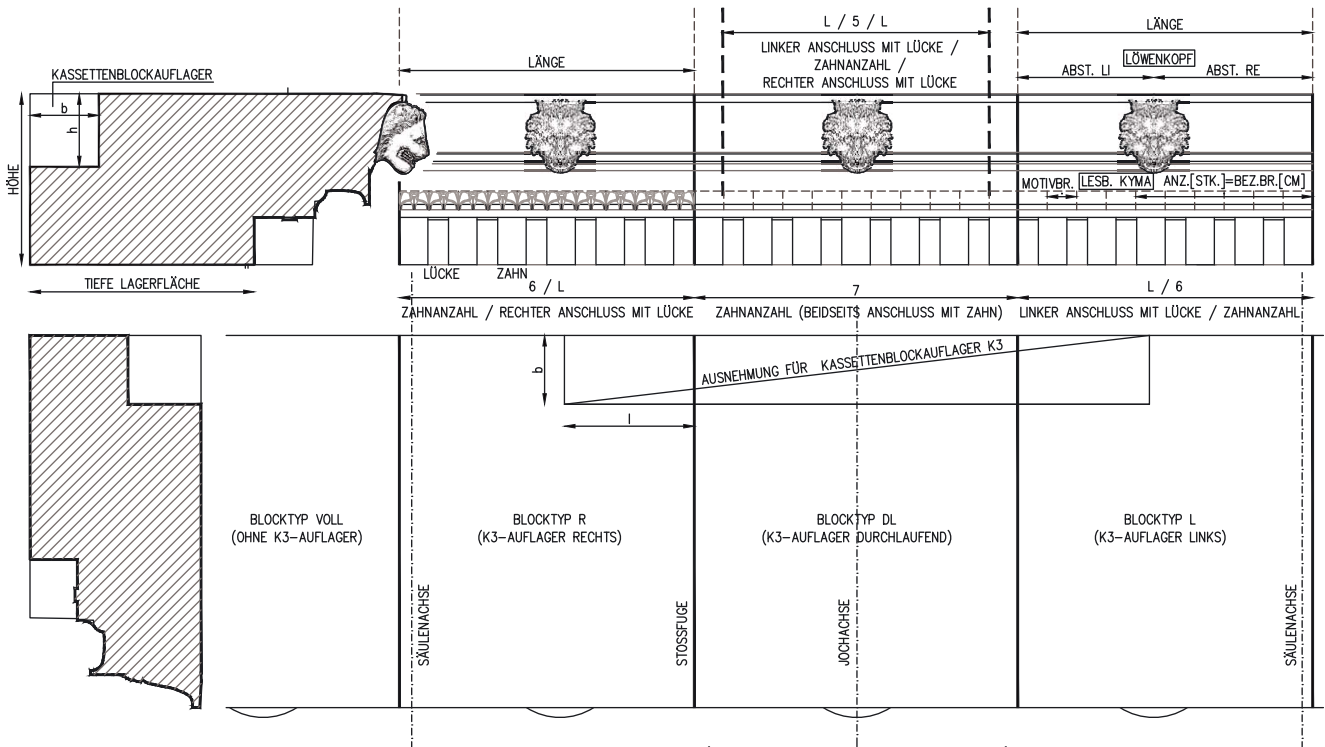 L / 5 / L
LINKER ANSCHLUSS MIT LÜCKE /
ZAHNANZAHL /
RECHTER ANSCHLUSS MIT LÜCKE
LÄNGE
LÄNGE
LÖWENKOPF
ABST. LI
ABST. RE
KASSETTENBLOCKAUFLAGER
b
h
HÖHE
MOTIVBR. LESB. KYMA ANZ.[STK.]=BEZ.BR.[CM]
TIEFE LAGERFLÄCHE
LÜCKE
ZAHN
6 / L
7
L / 6
ZAHNANZAHL / RECHTER ANSCHLUSS MIT LÜCKE
ZAHNANZAHL (BEIDSEITS ANSCHLUSS MIT ZAHN)
LINKER ANSCHLUSS MIT LÜCKE / ZAHNANZAHL
b
AUSNEHMUNG FÜR KASSETTENBLOCKAUFLAGER K3
l
BLOCKTYP VOLL
(OHNE K3-AUFLAGER)
BLOCKTYP R
(K3-AUFLAGER RECHTS)
BLOCKTYP DL
(K3-AUFLAGER DURCHLAUFEND)
BLOCKTYP L
(K3-AUFLAGER LINKS)
SÄULENACHSE
STOSSFUGE
JOCHACHSE
SÄULENACHSE